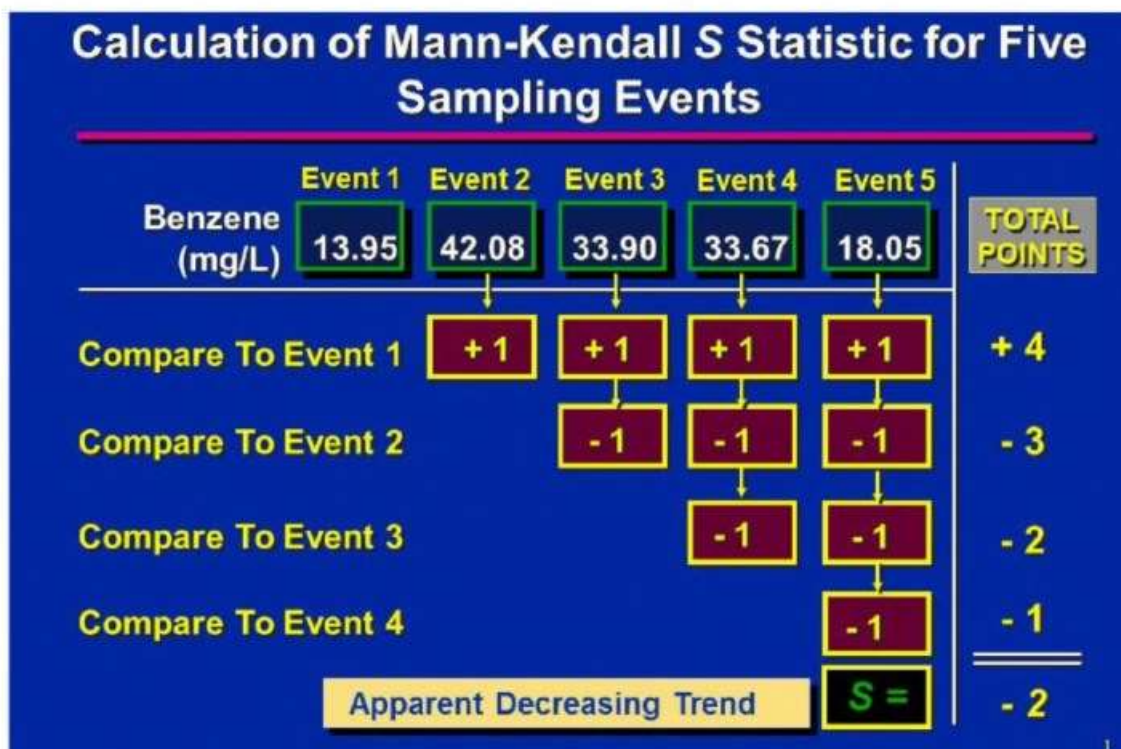 Calculation of Mann-Kendall S Statistic for Five
Sampling Events
Event 1 Event 2 Event 3 Event 4 Event 5
Benzene
(mg/L)
13.95 42.08 33.90 33.67 18.05
TOTAL
POINTS
Compare To Event 1 + 1 + 1 + 1 + 1 + 4
Compare To Event 2 - 1 - 1 - 1 - 3
Compare To Event 3 - 1 - 1 - 2
Compare To Event 4 - 1 - 1
Apparent Decreasing Trend S = - 2
1